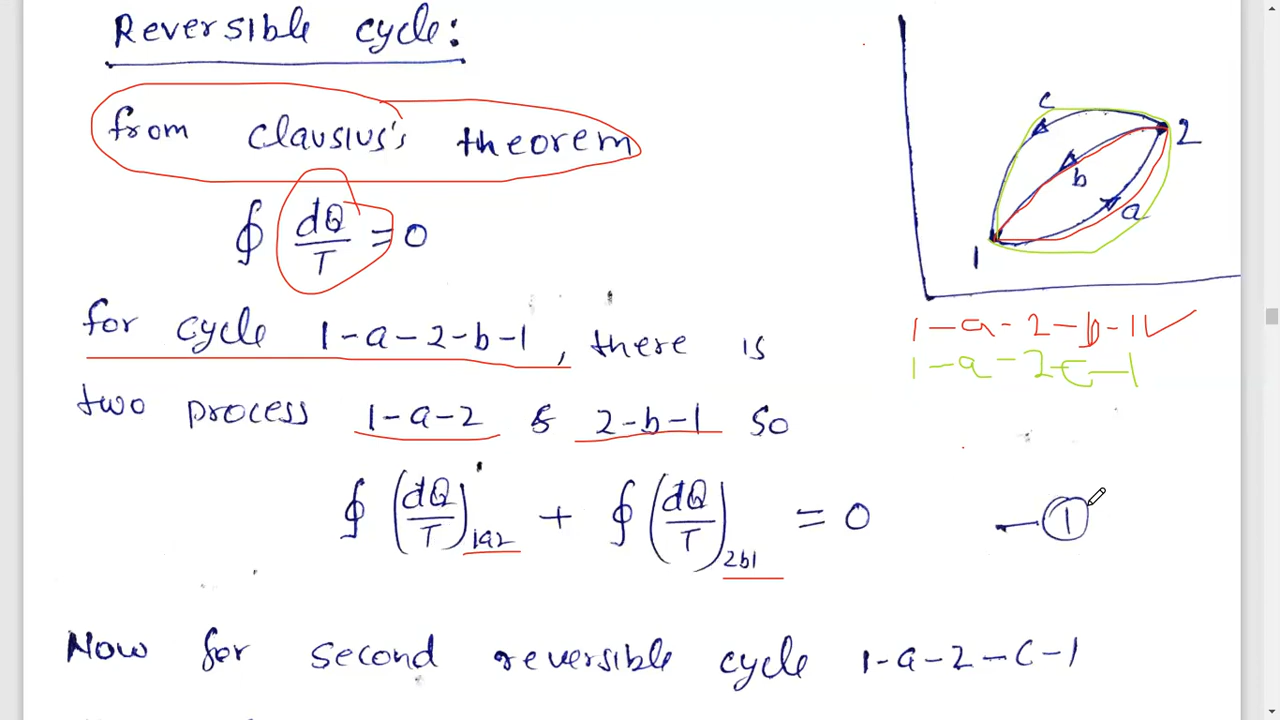 Reversible cycle:
from clausius's theorem
∮ dQ/T = 0
for cycle 1-a-2-b-1, there is
two process 1-a-2 & 2-b-1 so
∮ (dQ/T)1a2 + ∮ (dQ/T)2b1 = 0 —①
Now for second reversible cycle 1-a-2-c-1
c
2
b
a
1
1-a-2-b-1✓
1-a-2-c-1